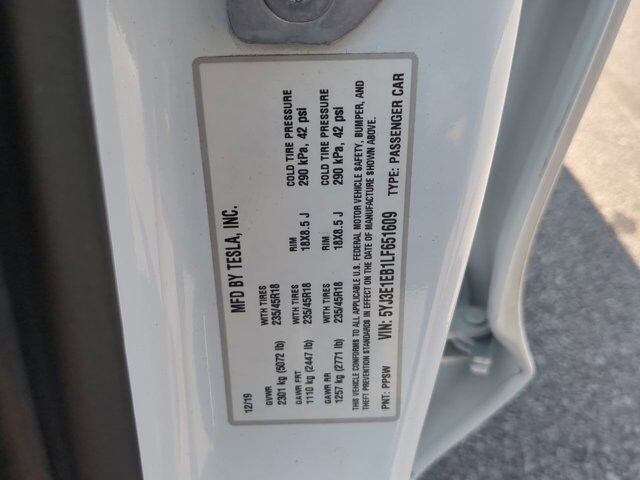 MFD BY TESLA, INC.
12/19
GVWR WITH TIRES RIM COLD TIRE PRESSURE
2301 kg (5072 lb) 235/45R18 18X8.5 J 290 kPa, 42 psi
GAWR FRT WITH TIRES RIM COLD TIRE PRESSURE
1110 kg (2447 lb) 235/45R18 18X8.5 J 290 kPa, 42 psi
GAWR RR WITH TIRES
1257 kg (2771 lb) 235/45R18
THIS VEHICLE CONFORMS TO ALL APPLICABLE U.S. FEDERAL MOTOR VEHICLE SAFETY, BUMPER, AND
THEFT PREVENTION STANDARDS IN EFFECT ON THE DATE OF MANUFACTURE SHOWN ABOVE.
PNT: PPSW VIN: 5YJ3E1EB1LF651609 TYPE: PASSENGER CAR